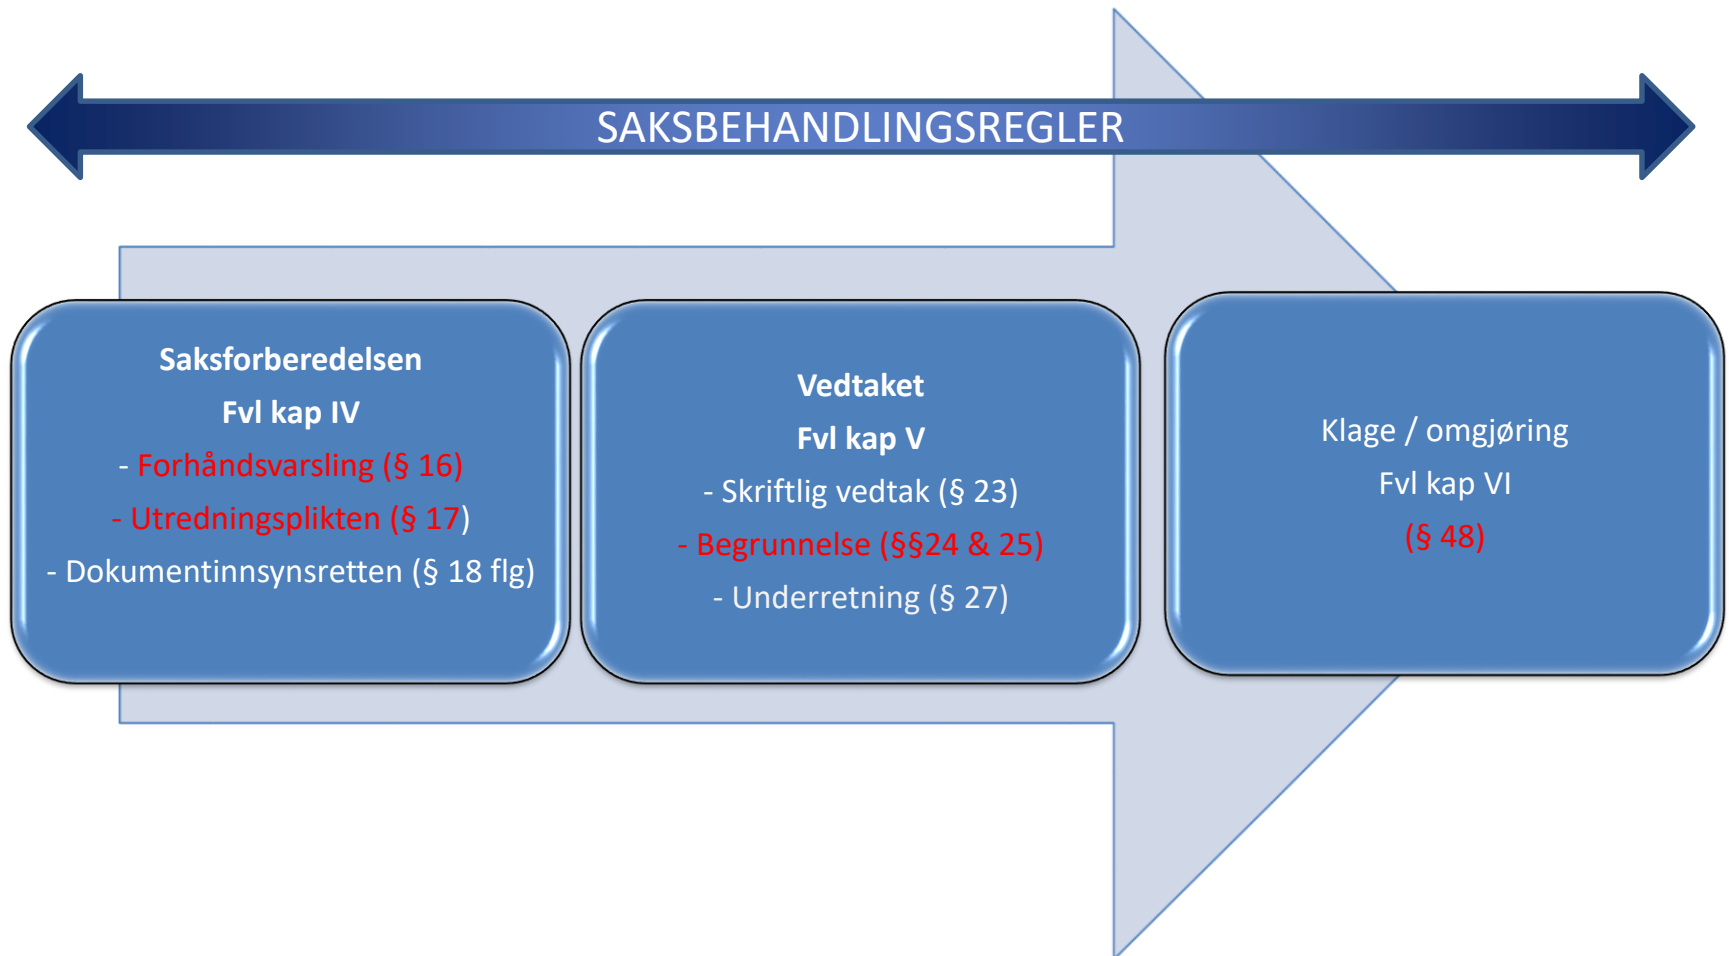 SAKSBEHANDLINGSREGLER
Saksforberedelsen
Fvl kap IV
- Forhåndsvarsling (§ 16)
- Utredningsplikten (§ 17)
- Dokumentinnsynsretten (§ 18 flg)
Vedtaket
Fvl kap V
- Skriftlig vedtak (§ 23)
- Begrunnelse (§§24 & 25)
- Underretning (§ 27)
Klage / omgjøring
Fvl kap VI
(§ 48)